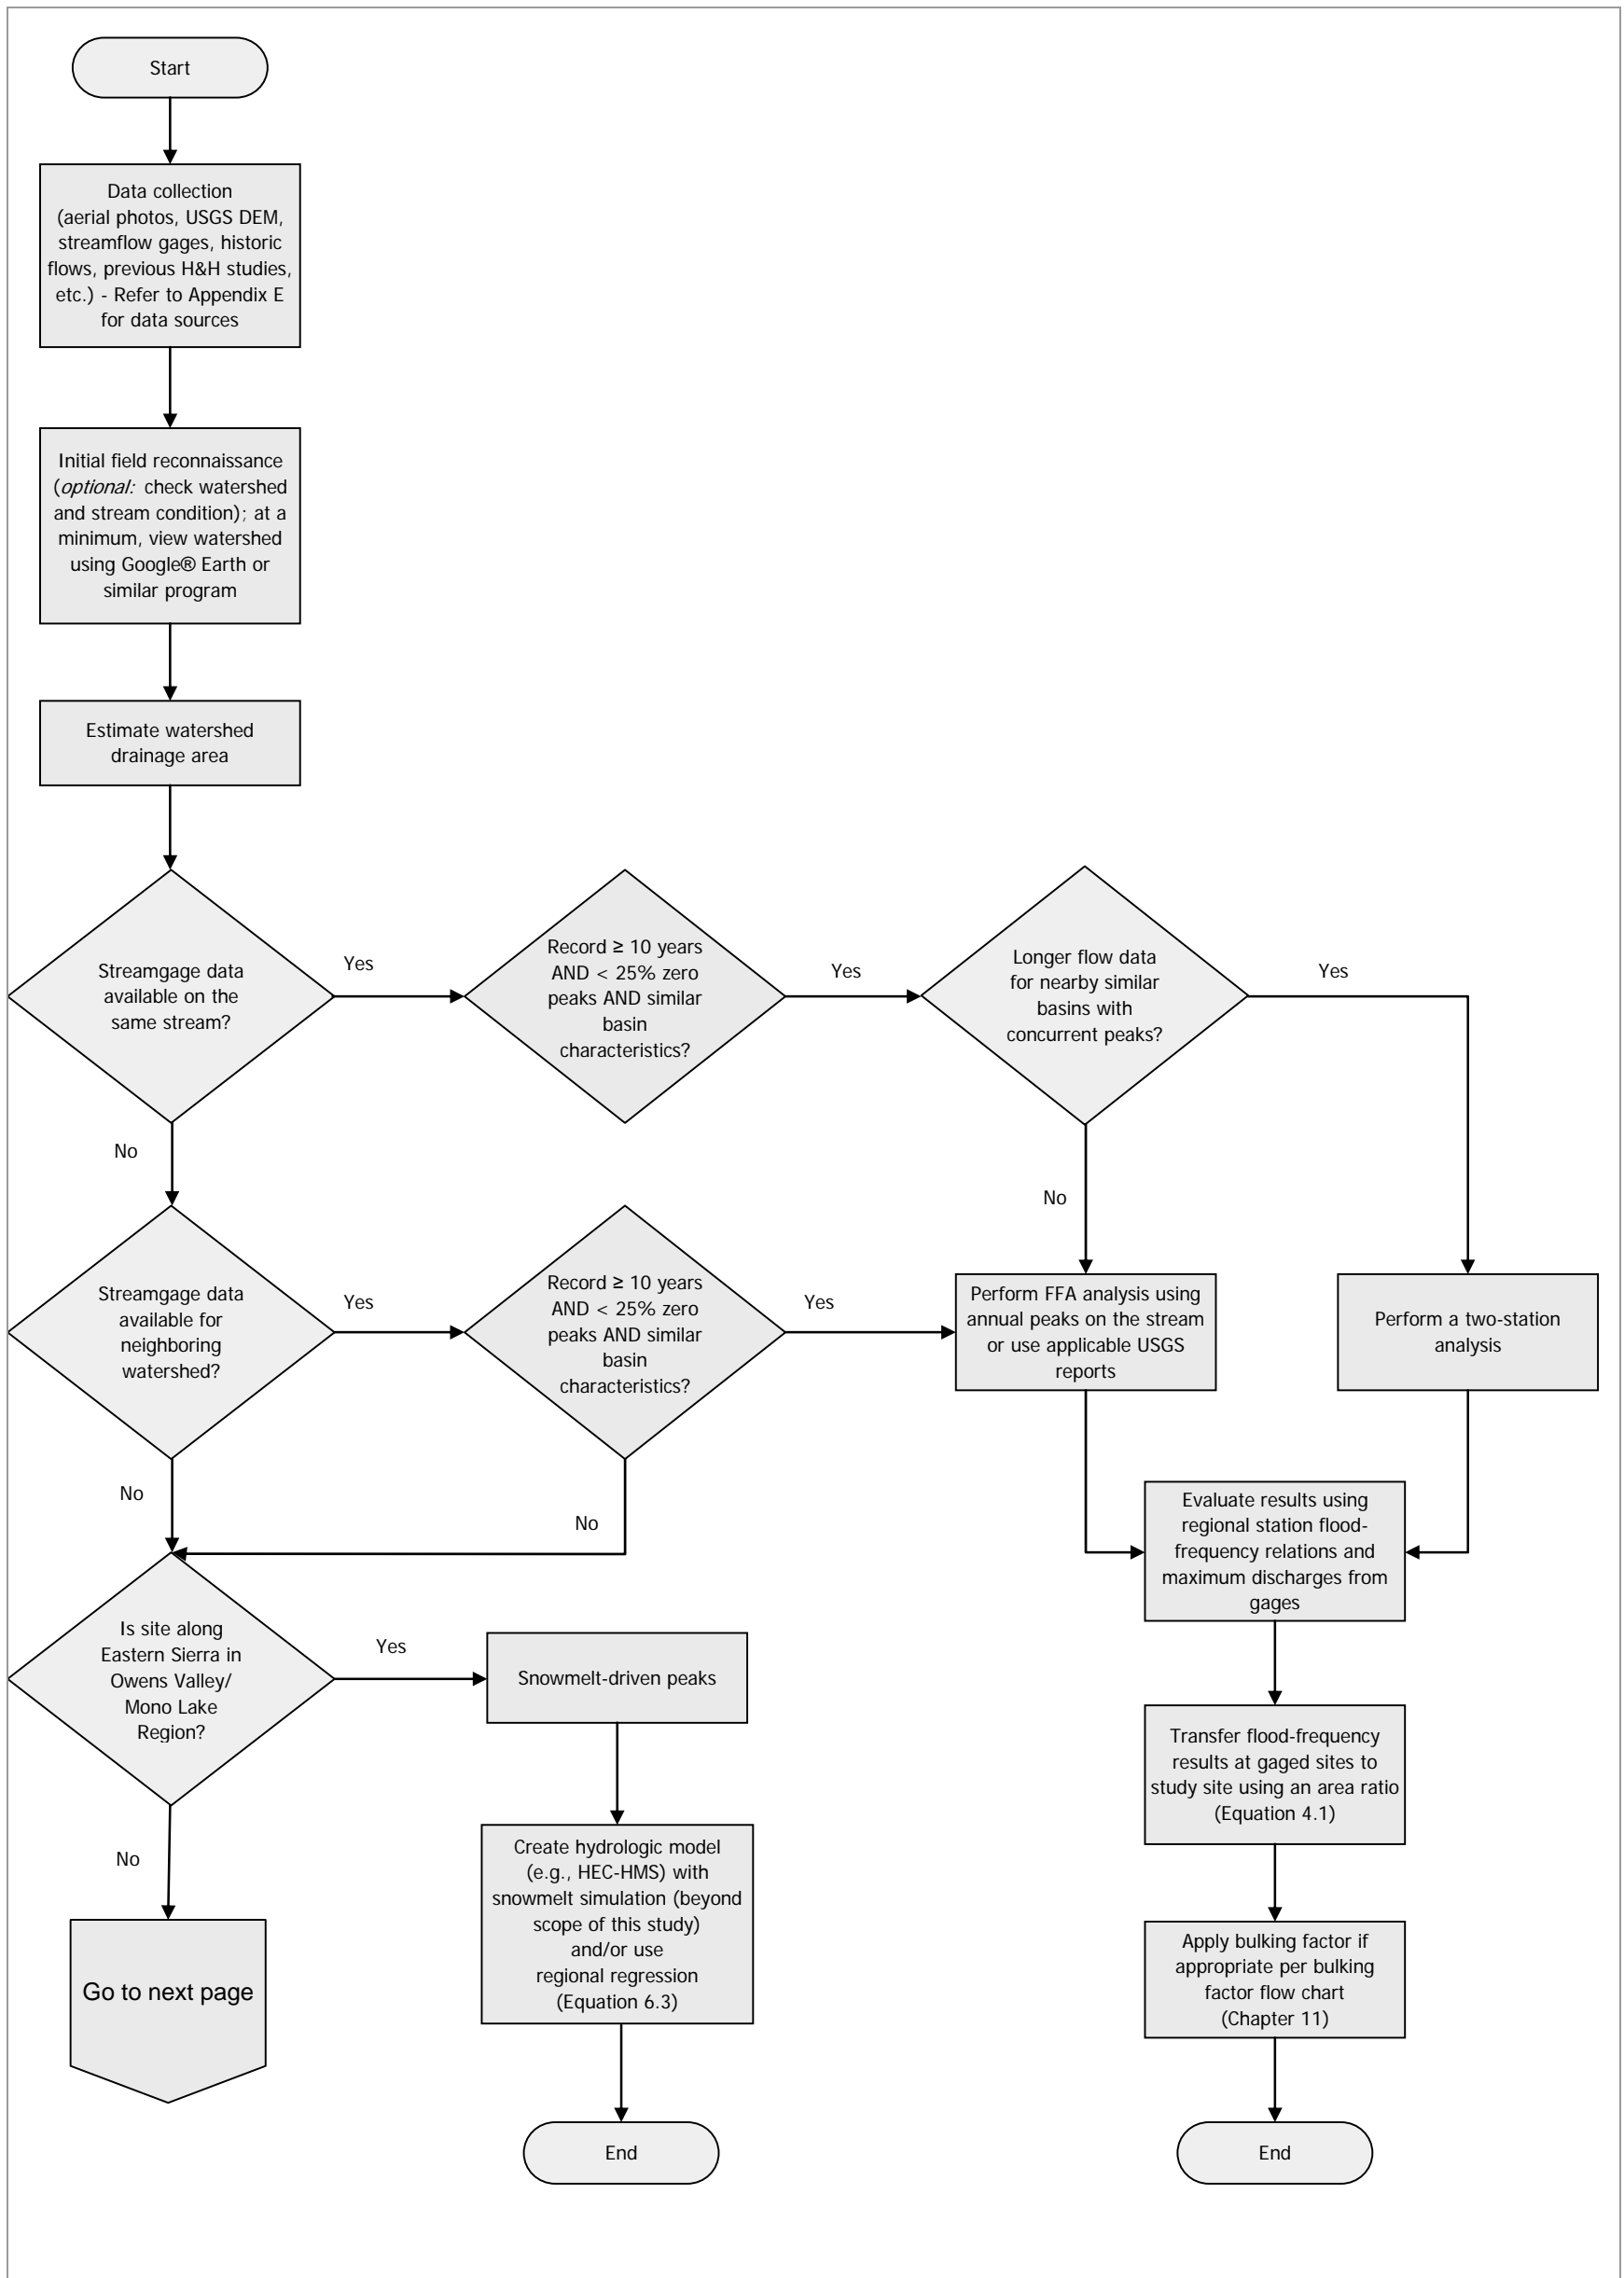 Start
Data collection
(aerial photos, USGS DEM,
streamflow gages, historic
flows, previous H&H studies,
etc.) - Refer to Appendix E
for data sources
Initial field reconnaissance
(optional: check watershed
and stream condition); at a
minimum, view watershed
using Google® Earth or
similar program
Estimate watershed
drainage area
Streamgage data
available on the
same stream?
Yes
Record ≥ 10 years
AND < 25% zero
peaks AND similar
basin
characteristics?
Yes
Longer flow data
for nearby similar
basins with
concurrent peaks?
Yes
No
No
Streamgage data
available for
neighboring
watershed?
Yes
Record ≥ 10 years
AND < 25% zero
peaks AND similar
basin
characteristics?
Yes
Perform FFA analysis using
annual peaks on the stream
or use applicable USGS
reports
Perform a two-station
analysis
No
No
Evaluate results using
regional station flood-
frequency relations and
maximum discharges from
gages
Is site along
Eastern Sierra in
Owens Valley/
Mono Lake
Region?
Yes
Snowmelt-driven peaks
Transfer flood-frequency
results at gaged sites to
study site using an area ratio
(Equation 4.1)
No
Create hydrologic model
(e.g., HEC-HMS) with
snowmelt simulation (beyond
scope of this study)
and/or use
regional regression
(Equation 6.3)
Go to next page
Apply bulking factor if
appropriate per bulking
factor flow chart
(Chapter 11)
End
End